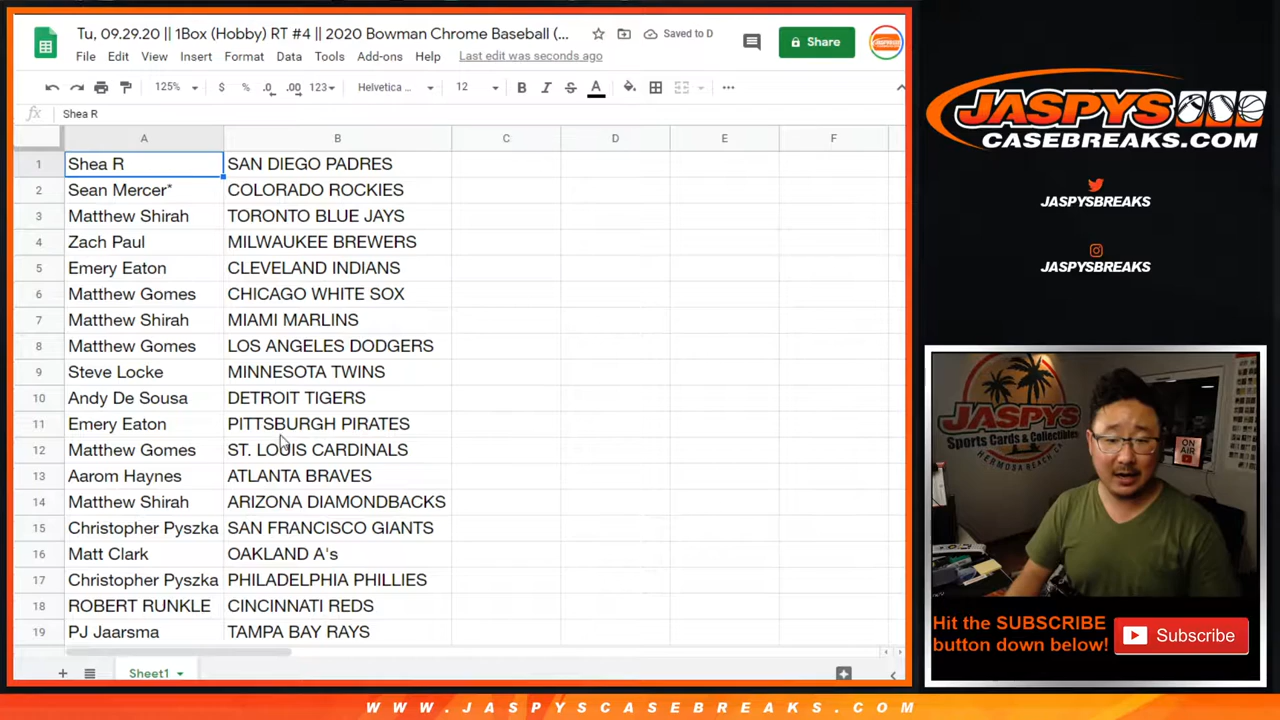 Tu, 09.29.20 || 1Box (Hobby) RT #4 || 2020 Bowman Chrome Baseball (...
Saved to D
Share
File Edit View Insert Format Data Tools Add-ons Help Last edit was seconds ago
125% $ % .0 .00 123 Helvetica ... 12 B I S A
fx Shea R
A B C D E F
1 Shea R SAN DIEGO PADRES
2 Sean Mercer* COLORADO ROCKIES
3 Matthew Shirah TORONTO BLUE JAYS
4 Zach Paul MILWAUKEE BREWERS
5 Emery Eaton CLEVELAND INDIANS
6 Matthew Gomes CHICAGO WHITE SOX
7 Matthew Shirah MIAMI MARLINS
8 Matthew Gomes LOS ANGELES DODGERS
9 Steve Locke MINNESOTA TWINS
10 Andy De Sousa DETROIT TIGERS
11 Emery Eaton PITTSBURGH PIRATES
12 Matthew Gomes ST. LOUIS CARDINALS
13 Aarom Haynes ATLANTA BRAVES
14 Matthew Shirah ARIZONA DIAMONDBACKS
15 Christopher Pyszka SAN FRANCISCO GIANTS
16 Matt Clark OAKLAND A's
17 Christopher Pyszka PHILADELPHIA PHILLIES
18 ROBERT RUNKLE CINCINNATI REDS
19 PJ Jaarsma TAMPA BAY RAYS
Sheet1
JASPYS
CASEBREAKS.COM
JASPYSBREAKS
JASPYSBREAKS
JASPYS
Sports Cards & Collectibles
HERMOSA BEACH
ON AIR
Hit the SUBSCRIBE
button down below!
Subscribe
WWW.JASPYSCASEBREAKS.COM